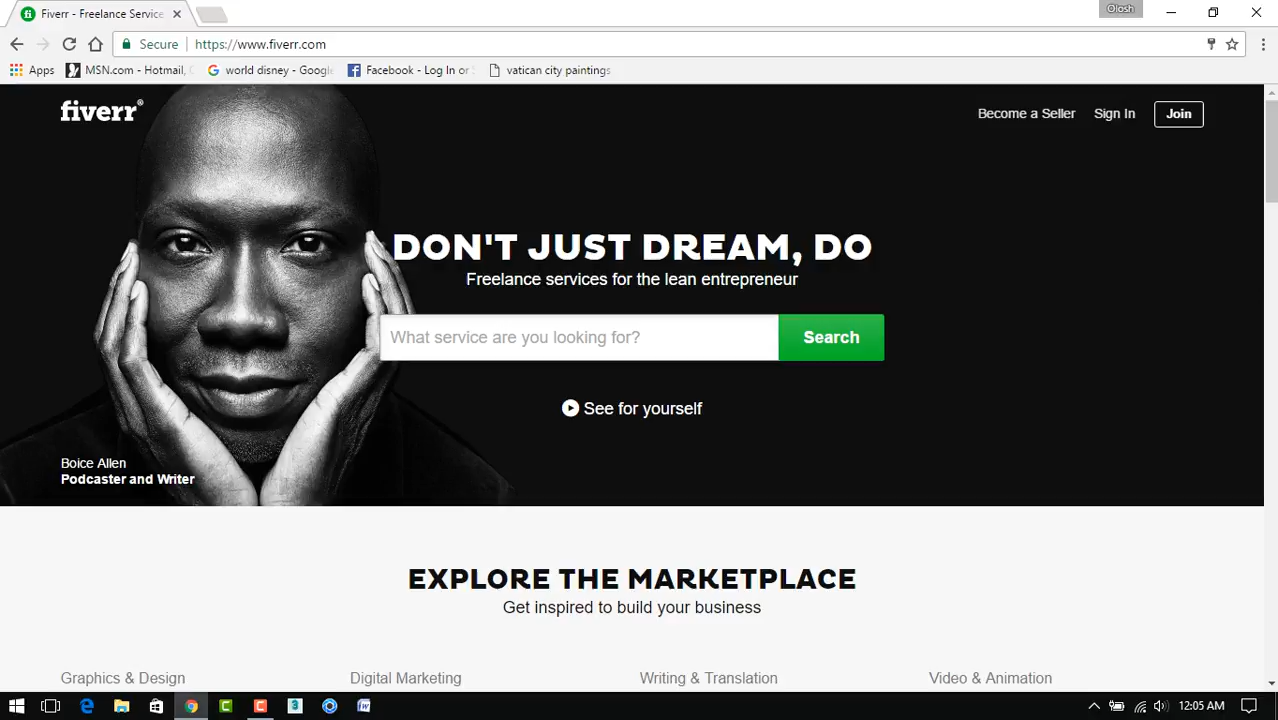 Fiverr - Freelance Service
Olosh
Secure
https://www.fiverr.com
Apps
MSN.com - Hotmail,
world disney - Google
Facebook - Log In or
vatican city paintings
fiverr®
Become a Seller
Sign In
Join
DON'T JUST DREAM, DO
Freelance services for the lean entrepreneur
What service are you looking for?
Search
See for yourself
Boice Allen
Podcaster and Writer
EXPLORE THE MARKETPLACE
Get inspired to build your business
Graphics & Design
Digital Marketing
Writing & Translation
Video & Animation
12:05 AM